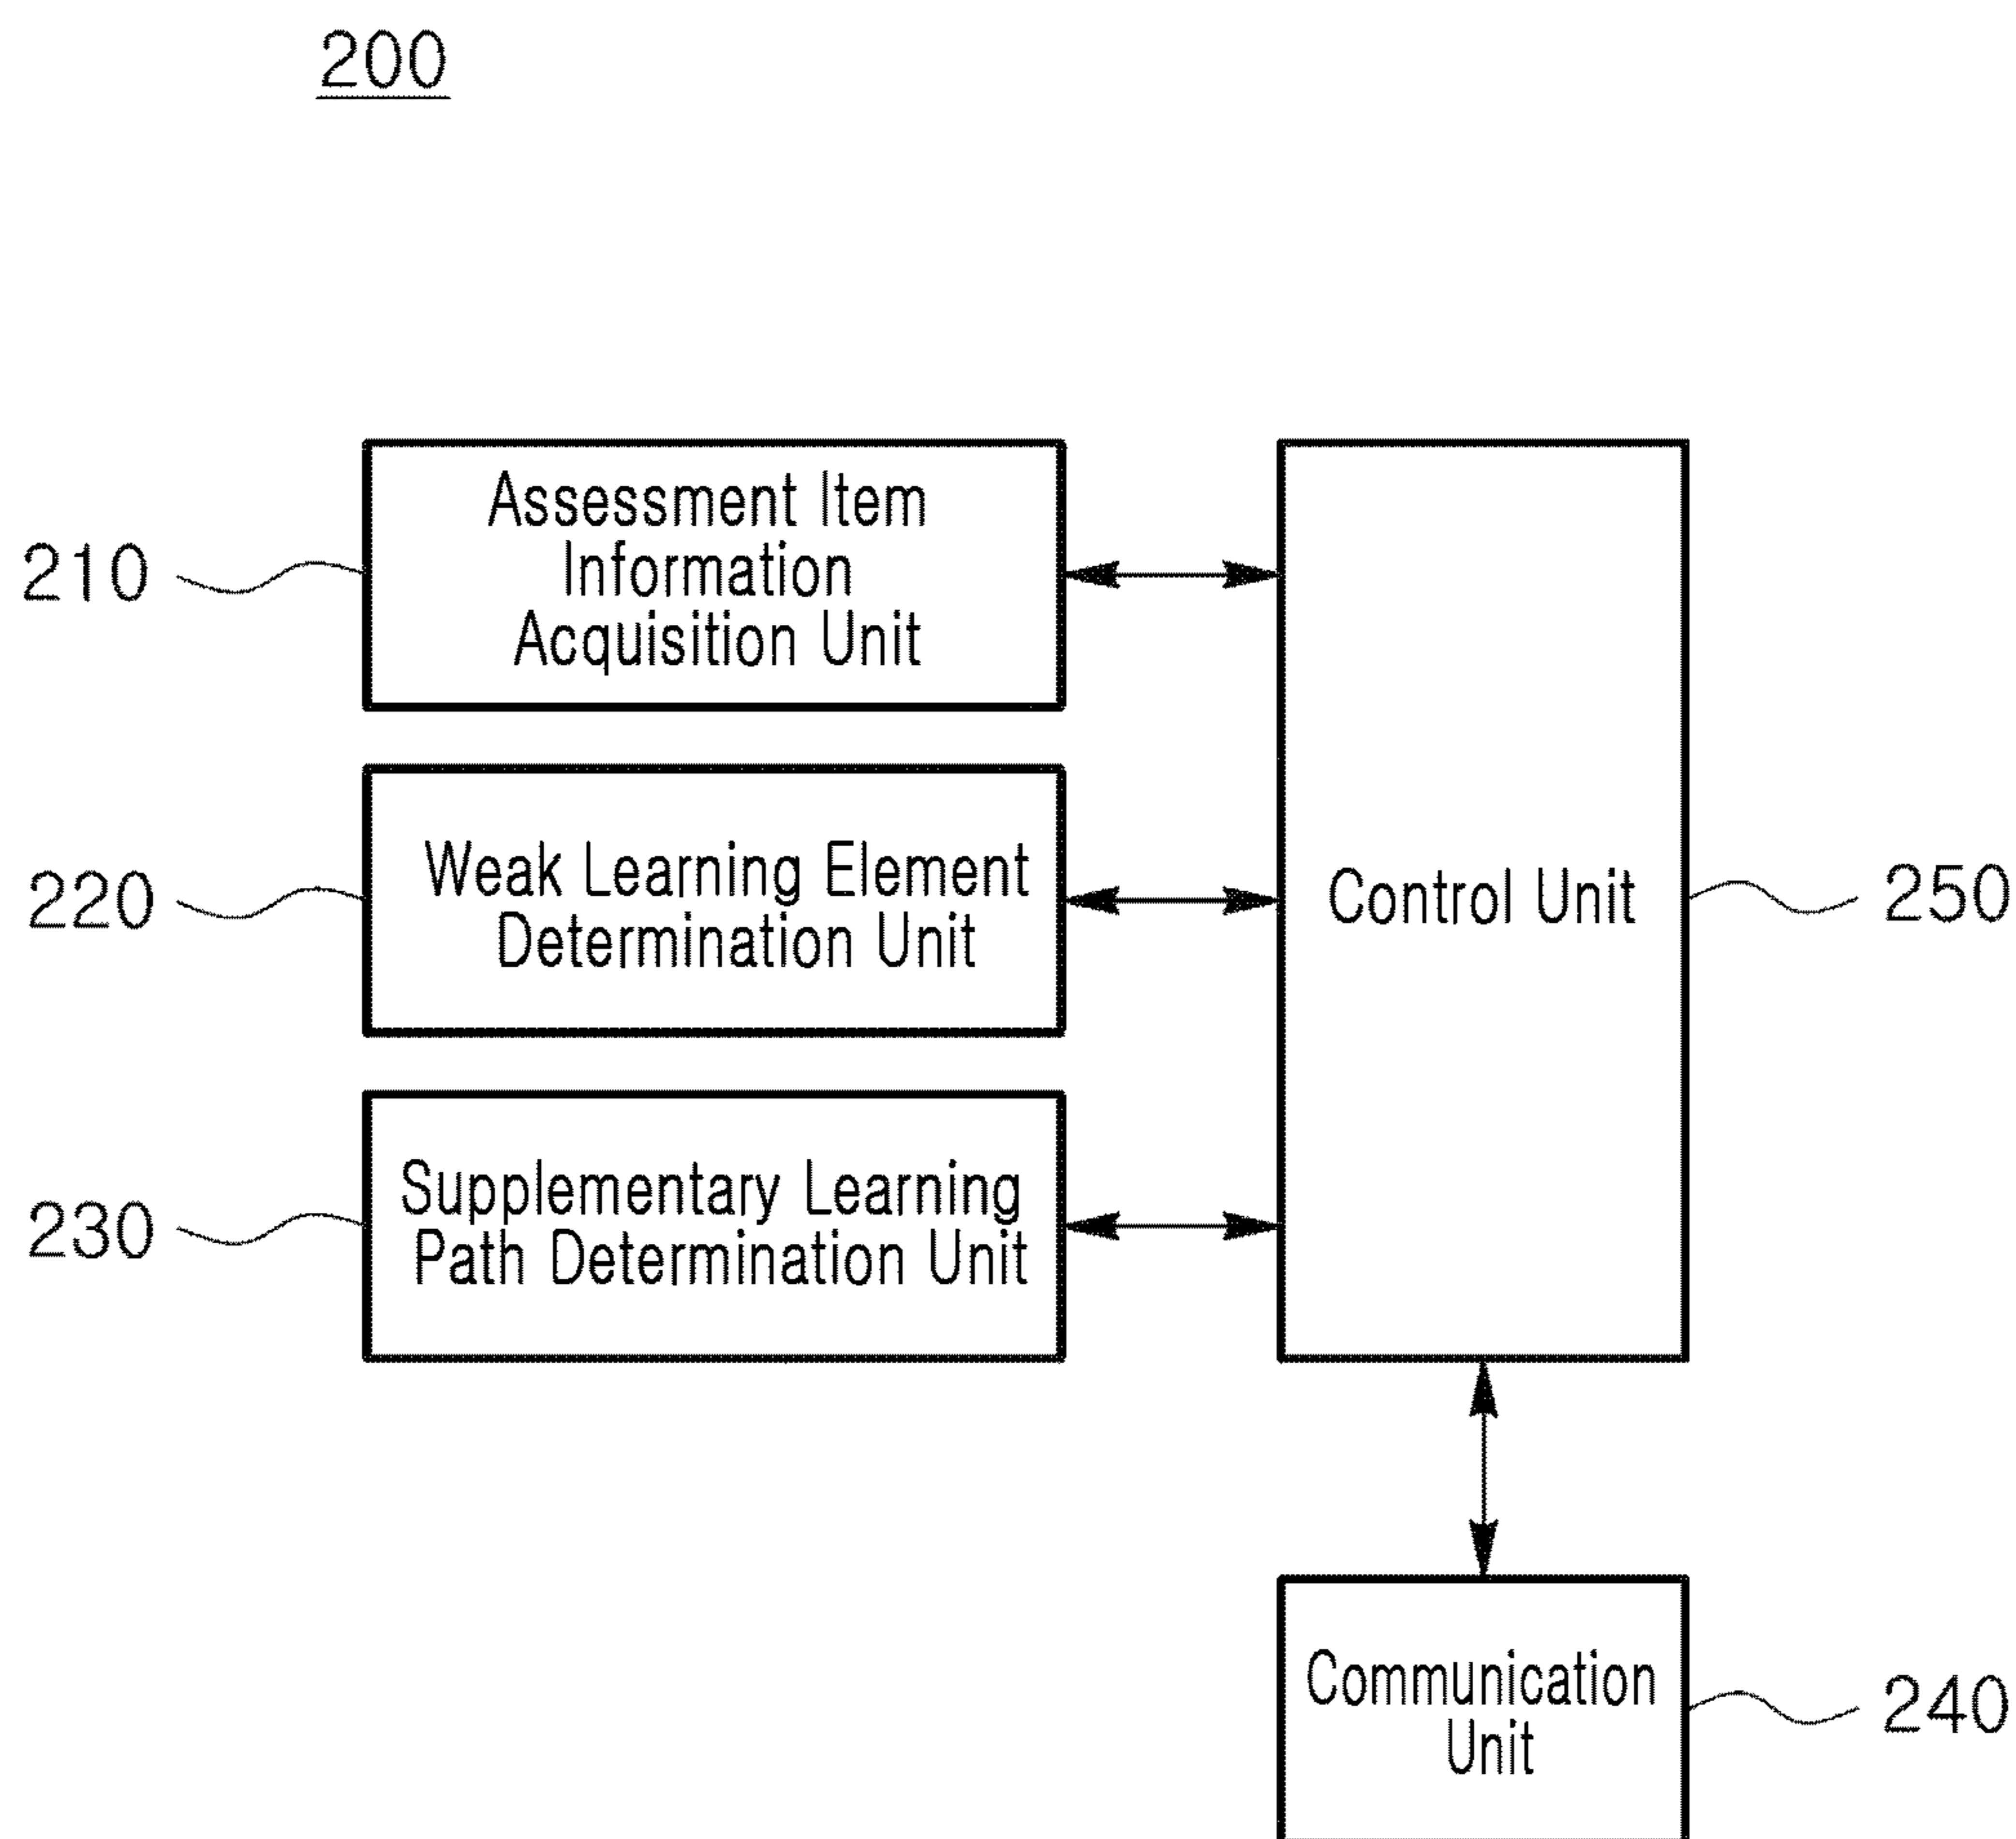 200
210
Assessment Item
Information
Acquisition Unit
220
Weak Learning Element
Determination Unit
Control Unit
250
230
Supplementary Learning
Path Determination Unit
Communication
Unit
240